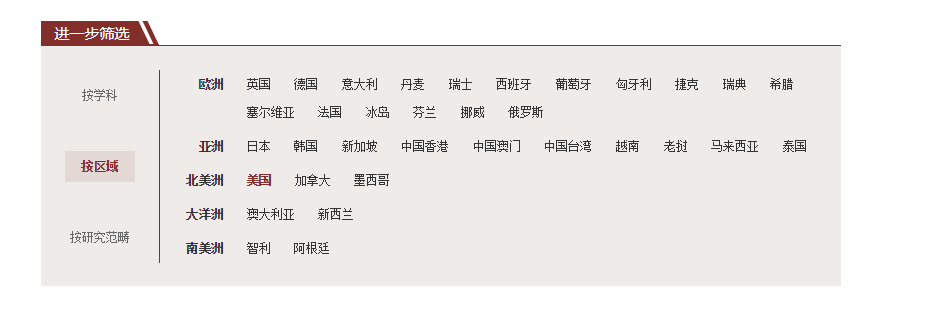 进一步筛选
按学科
按区域
按研究范畴
欧洲 英国 德国 意大利 丹麦 瑞士 西班牙 葡萄牙 匈牙利 捷克 瑞典 希腊
塞尔维亚 法国 冰岛 芬兰 挪威 俄罗斯
亚洲 日本 韩国 新加坡 中国香港 中国澳门 中国台湾 越南 老挝 马来西亚 泰国
北美洲 美国 加拿大 墨西哥
大洋洲 澳大利亚 新西兰
南美洲 智利 阿根廷